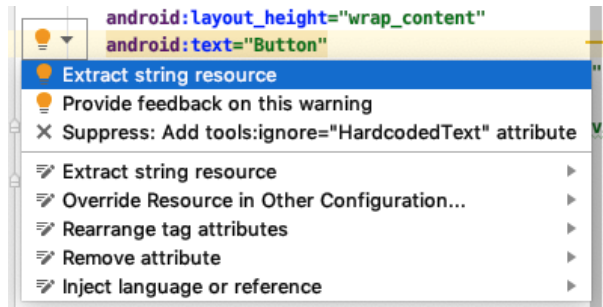 android:layout_height="wrap_content"
android:text="Button"
Extract string resource
Provide feedback on this warning
Suppress: Add tools:ignore="HardcodedText" attribute
Extract string resource
Override Resource in Other Configuration...
Rearrange tag attributes
Remove attribute
Inject language or reference